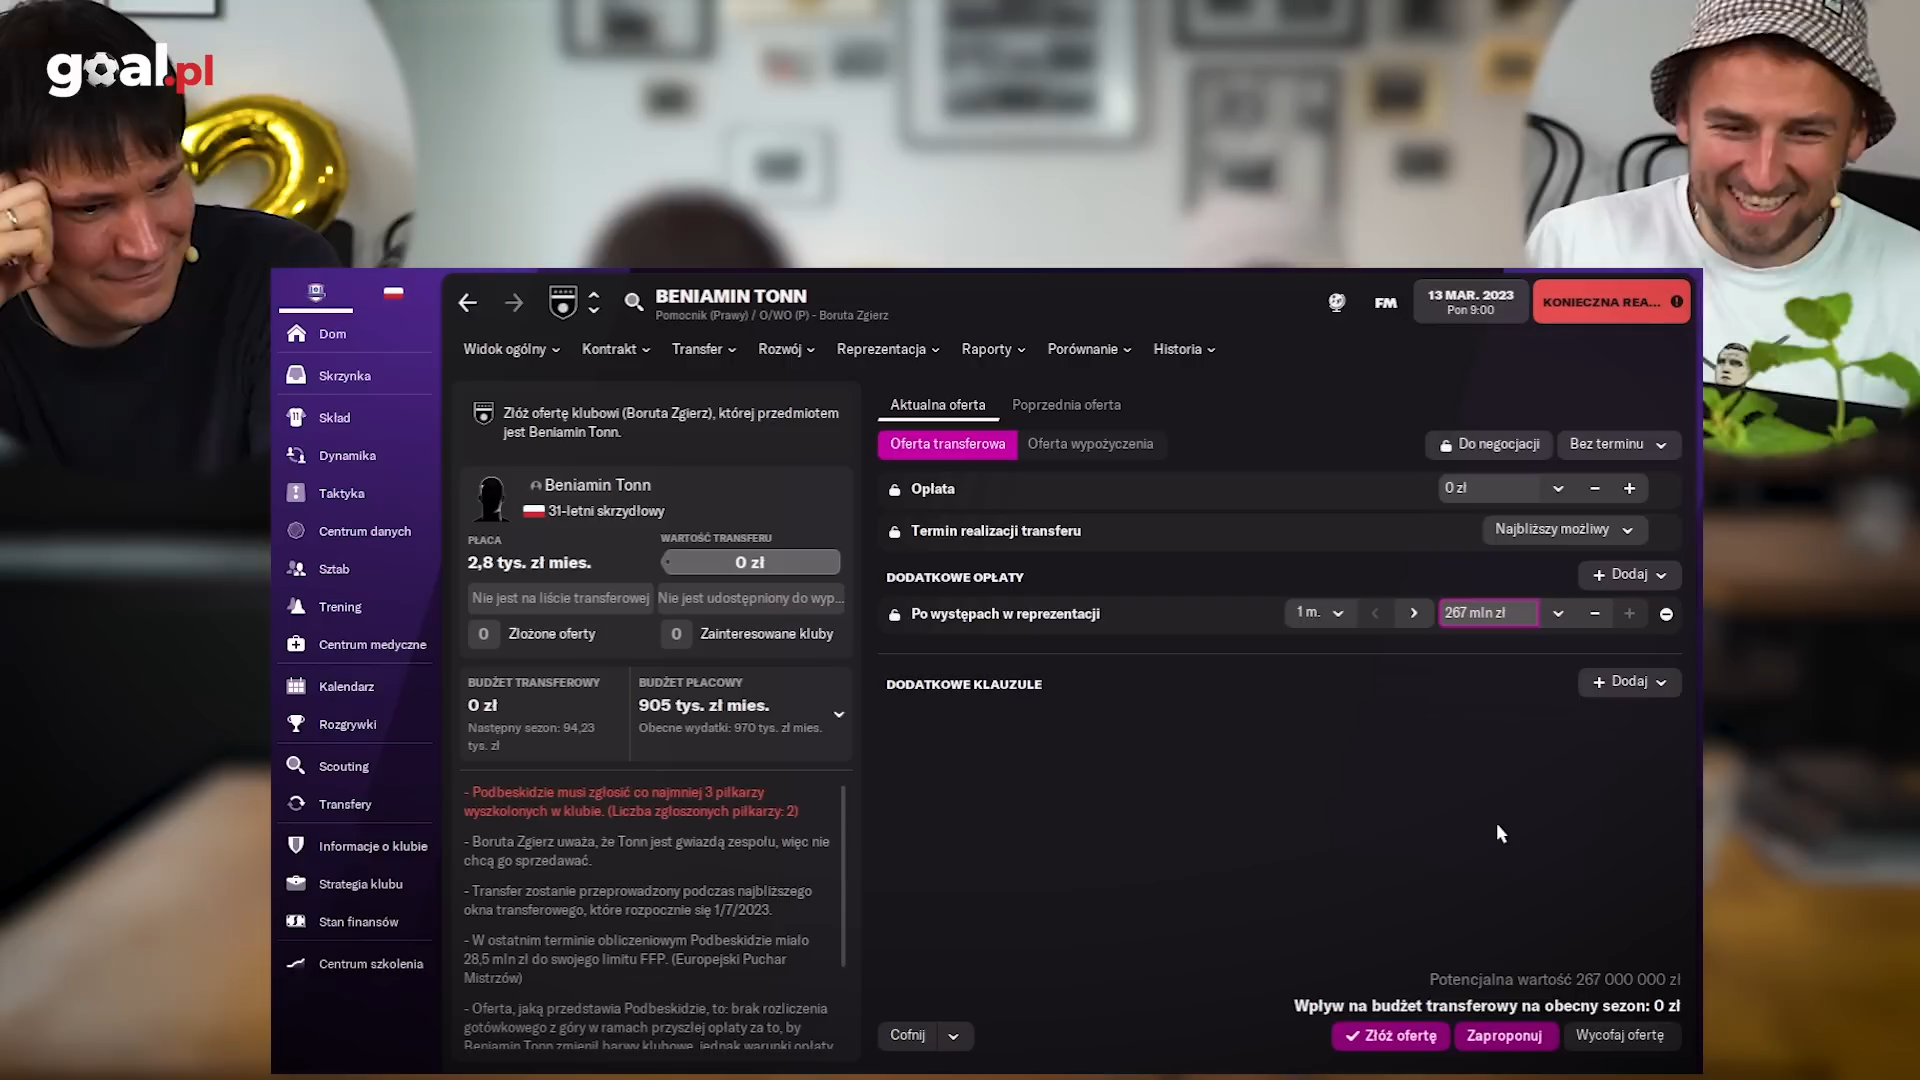 goal.pl
BENIAMIN TONN
Pomocnik (Prawy) / O/WO (P) - Boruta Zgierz
FM
13 MAR. 2023
Pon 9:00
KONIECZNA REA...
Dom
Skrzynka
Skład
Dynamika
Taktyka
Centrum danych
Sztab
Trening
Centrum medyczne
Kalendarz
Rozgrywki
Scouting
Transfery
Informacje o klubie
Strategia klubu
Stan finansów
Centrum szkolenia
Widok ogólny
Kontrakt
Transfer
Rozwój
Reprezentacja
Raporty
Porównanie
Historia
Złóż ofertę klubowi (Boruta Zgierz), której przedmiotem
jest Beniamin Tonn.
Beniamin Tonn
31-letni skrzydłowy
PŁACA
2,8 tys. zł mies.
WARTOŚĆ TRANSFERU
0 zł
Nie jest na liście transferowej
Nie jest udostępniony do wyp...
0 Złożone oferty
0 Zainteresowane kluby
BUDŻET TRANSFEROWY
0 zł
Następny sezon: 94,23
tys. zł
BUDŻET PŁACOWY
905 tys. zł mies.
Obecne wydatki: 970 tys. zł mies.
- Podbeskidzie musi zgłosić co najmniej 3 piłkarzy
wyszkolonych w klubie. (Liczba zgłoszonych piłkarzy: 2)
- Boruta Zgierz uważa, że Tonn jest gwiazdą zespołu, więc nie
chcą go sprzedawać.
- Transfer zostanie przeprowadzony podczas najbliższego
okna transferowego, które rozpocznie się 1/7/2023.
- W ostatnim terminie obliczeniowym Podbeskidzie miało
28,5 mln zł do swojego limitu FFP. (Europejski Puchar
Mistrzów)
- Oferta, jaką przedstawia Podbeskidzie, to: brak rozliczenia
gotówkowego z góry w ramach przyszłej opłaty za to, by
Beniamin Tonn zmienił barwy klubowe, jednak warunki opłaty
Aktualna oferta
Poprzednia oferta
Oferta transferowa
Oferta wypożyczenia
Do negocjacji
Bez terminu
Opłata
0 zł
Termin realizacji transferu
Najbliższy możliwy
DODATKOWE OPŁATY
+ Dodaj
Po występach w reprezentacji
1 m.
267 mln zł
DODATKOWE KLAUZULE
+ Dodaj
Potencjalna wartość 267 000 000 zł
Wpływ na budżet transferowy na obecny sezon: 0 zł
Cofnij
Złóż ofertę
Zaproponuj
Wycofaj ofertę